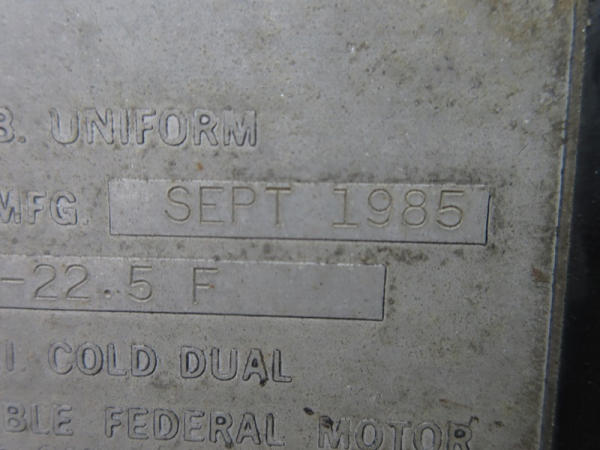 B. UNIFORM
MFG. SEPT 1985
-22.5 F
I. COLD DUAL
BLE FEDERAL MOTOR